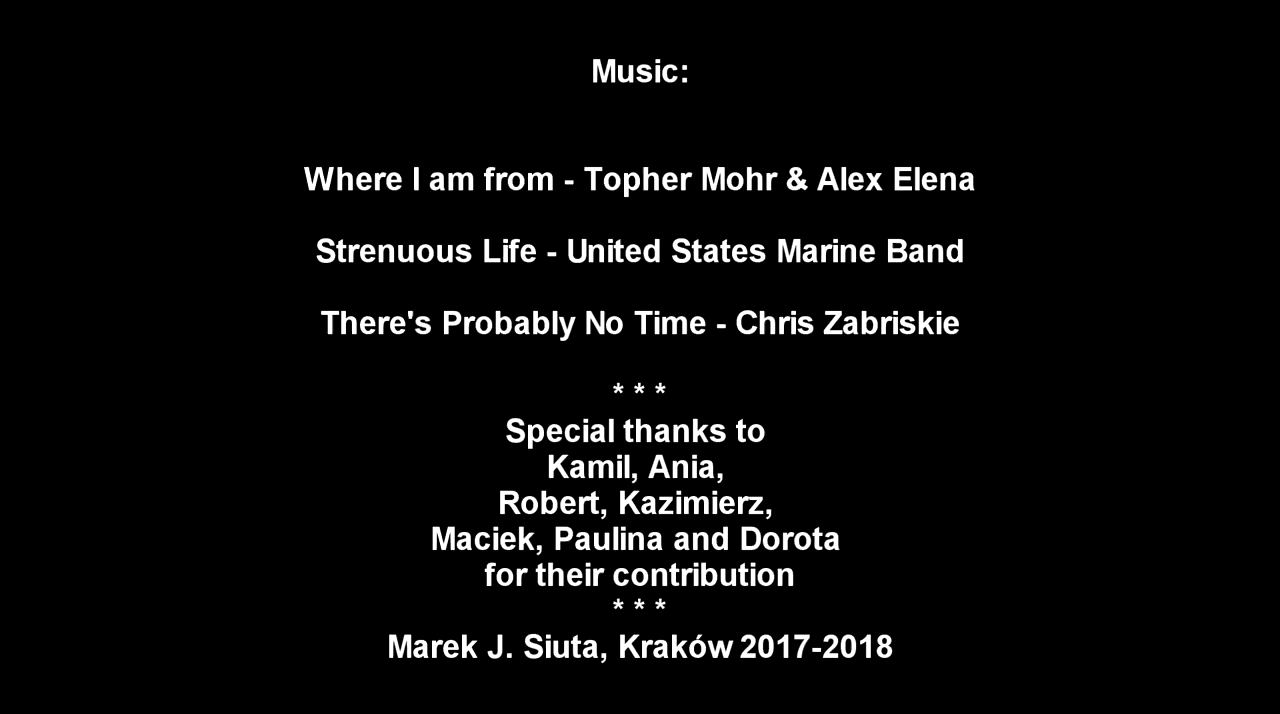 Music:
Where I am from - Topher Mohr & Alex Elena
Strenuous Life - United States Marine Band
There's Probably No Time - Chris Zabriskie
* * *
Special thanks to
Kamil, Ania,
Robert, Kazimierz,
Maciek, Paulina and Dorota
for their contribution
* * *
Marek J. Siuta, Kraków 2017-2018